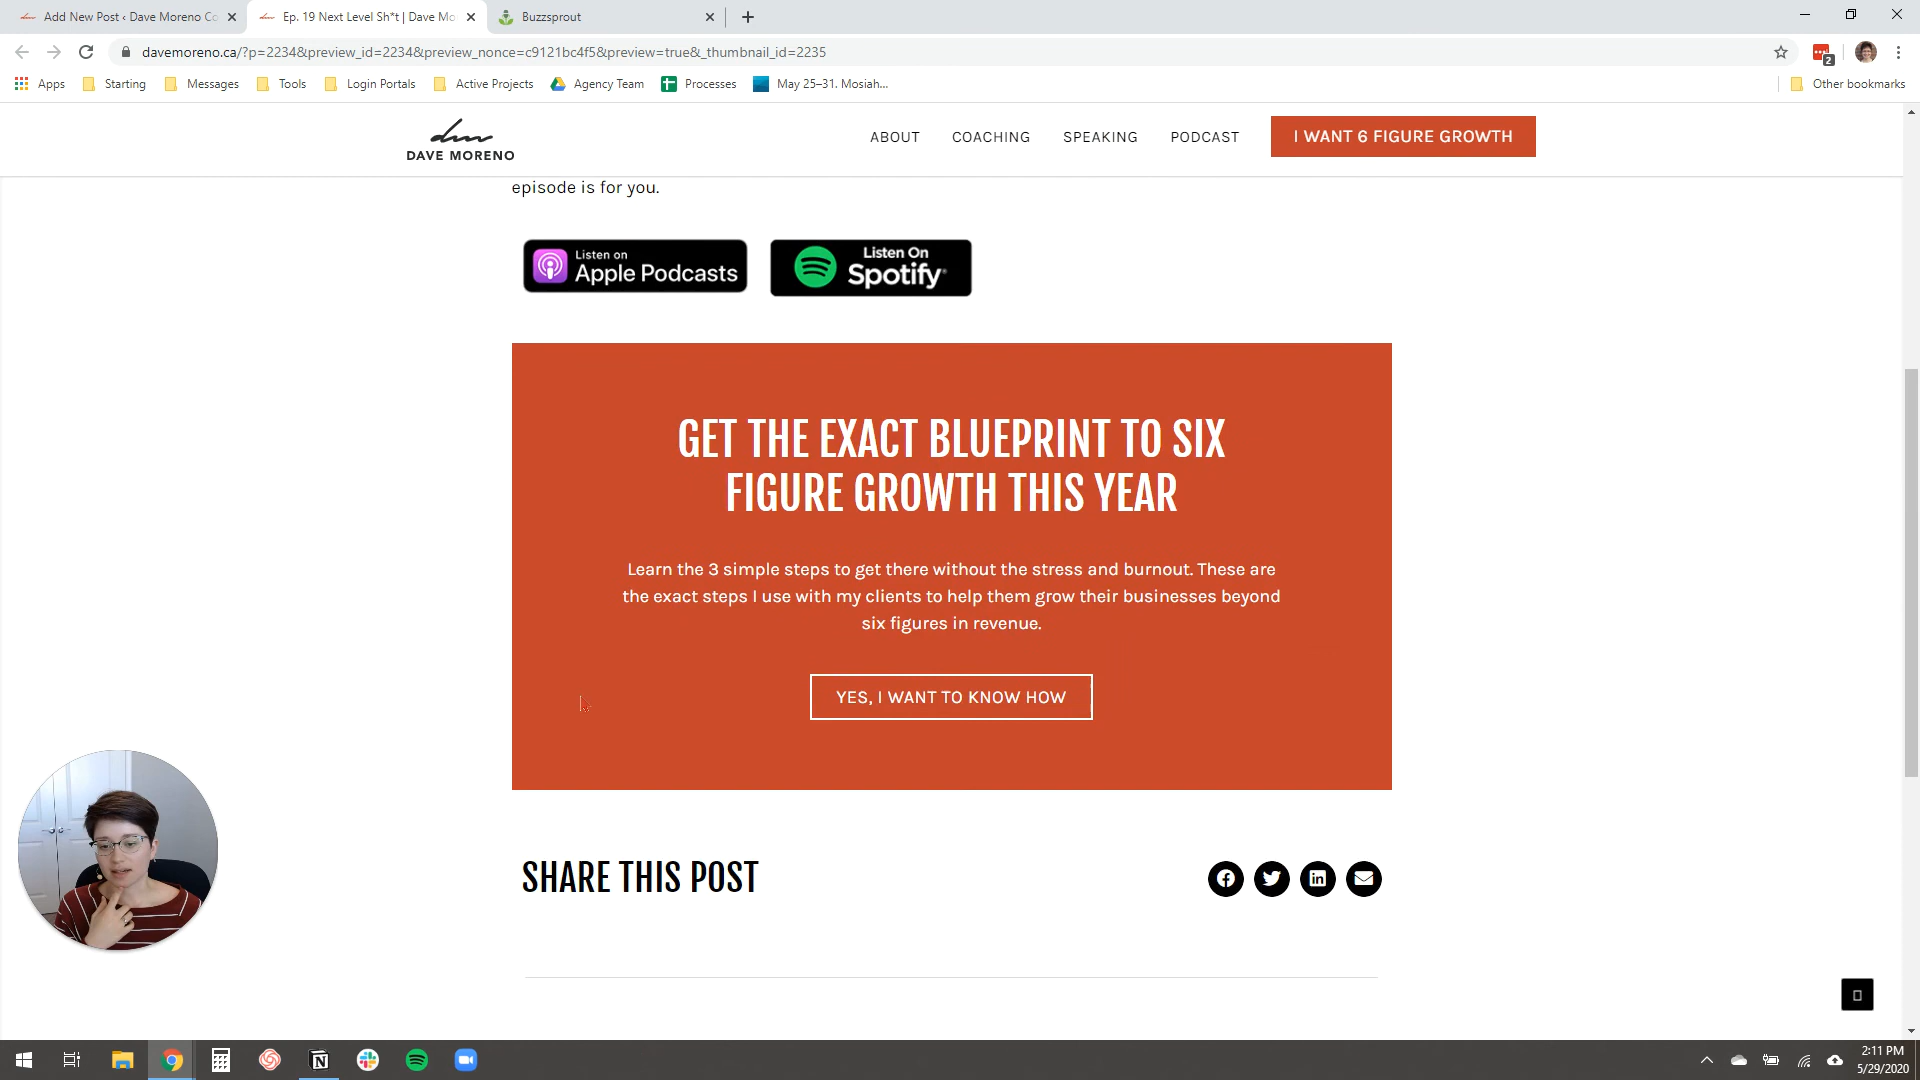 Add New Post ‹ Dave Moreno Co
Ep. 19 Next Level Sh*t | Dave Mo
Buzzsprout
davemoreno.ca/?p=2234&preview_id=2234&preview_nonce=c9121bc4f5&preview=true&_thumbnail_id=2235
2
Apps
Starting
Messages
Tools
Login Portals
Active Projects
Agency Team
Processes
May 25–31. Mosiah...
Other bookmarks
dm
DAVE MORENO
ABOUT
COACHING
SPEAKING
PODCAST
I WANT 6 FIGURE GROWTH
episode is for you.
Listen on
Apple Podcasts
Listen On
Spotify
GET THE EXACT BLUEPRINT TO SIX
FIGURE GROWTH THIS YEAR
Learn the 3 simple steps to get there without the stress and burnout. These are
the exact steps I use with my clients to help them grow their businesses beyond
six figures in revenue.
YES, I WANT TO KNOW HOW
SHARE THIS POST
2:11 PM
5/29/2020